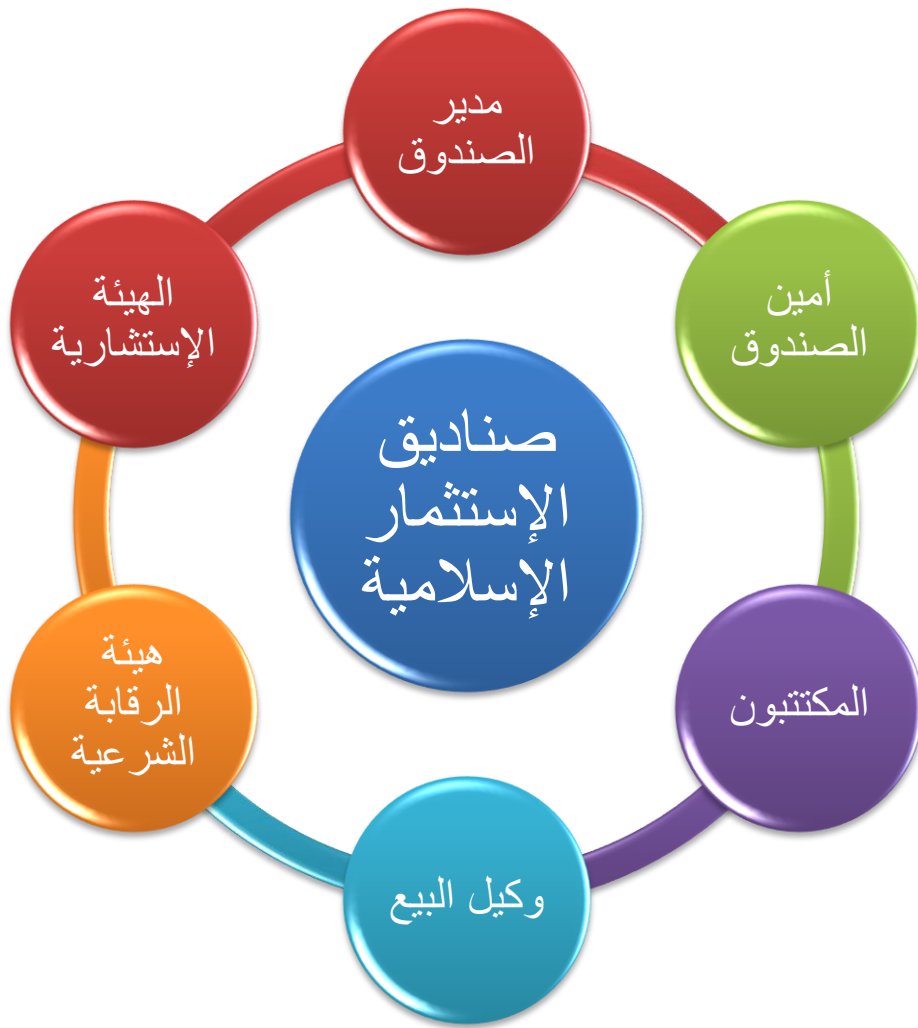 مدير
الصندوق
أمين
الصندوق
المكتتبون
وكيل البيع
هيئة
الرقابة
الشرعية
الهيئة
الإستشارية
صناديق
الإستثمار
الإسلامية